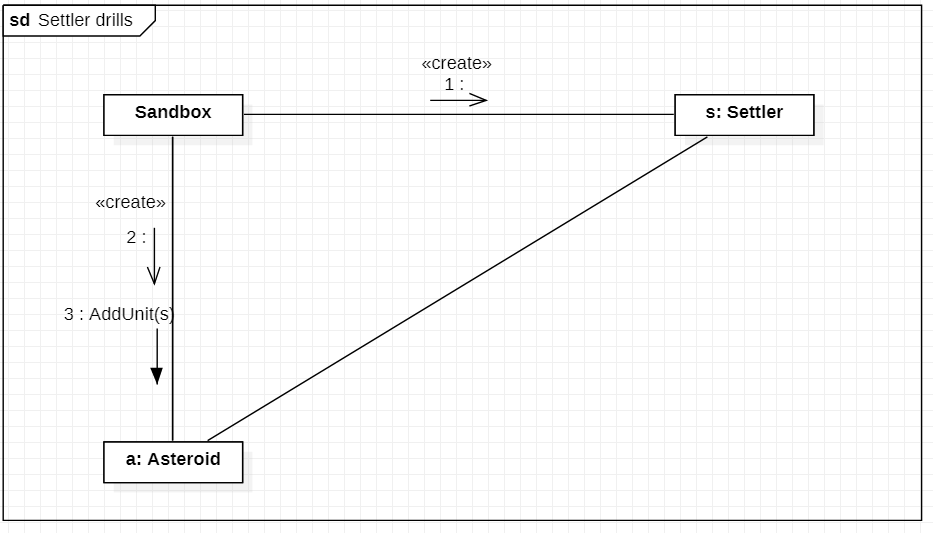 sd Settler drills
«create»
1 :
Sandbox
s: Settler
«create»
2 :
3 : AddUnit(s)
a: Asteroid